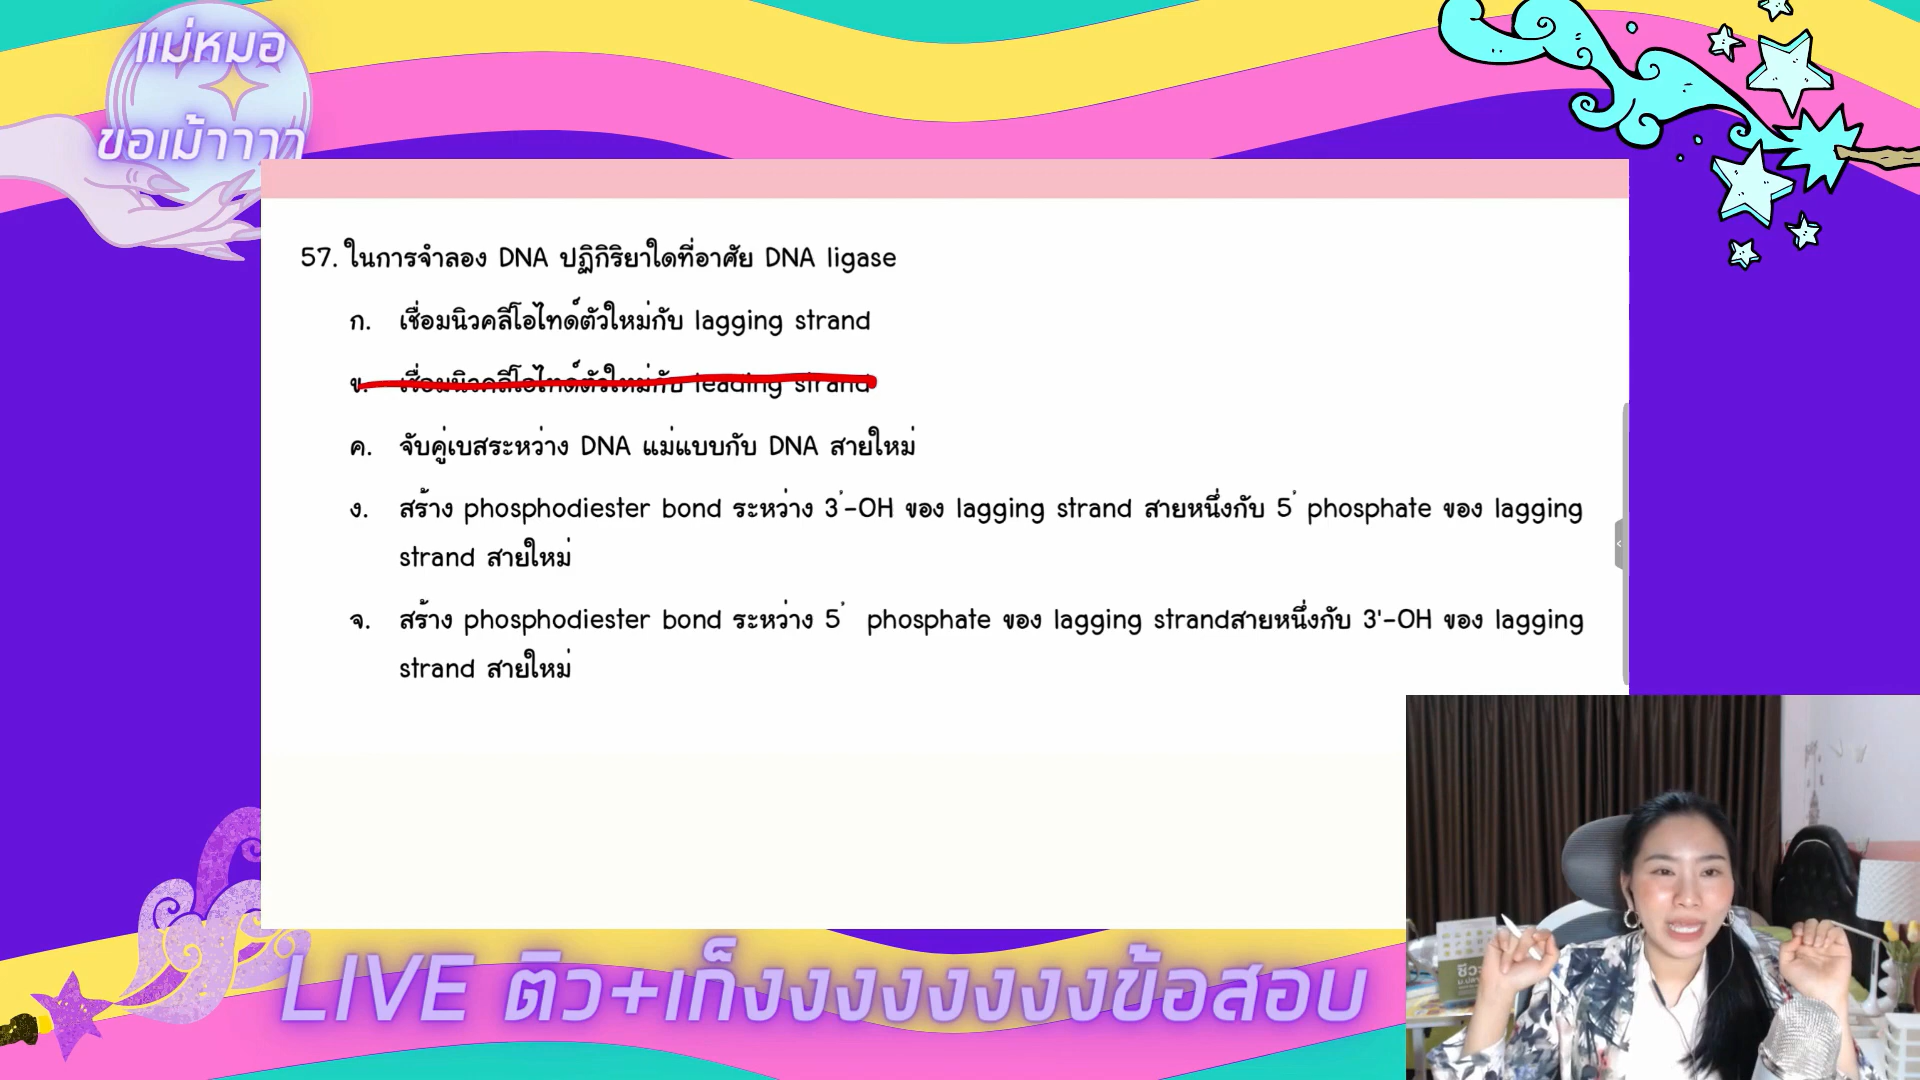 แม่หมอ
ขอเม้าาาา
57. ในการจำลอง DNA ปฏิกิริยาใดที่อาศัย DNA ligase
ก. เชื่อมนิวคลีโอไทด์ตัวใหม่กับ lagging strand
ข. เชื่อมนิวคลีโอไทด์ตัวใหม่กับ leading strand
ค. จับคู่เบสระหว่าง DNA แม่แบบกับ DNA สายใหม่
ง. สร้าง phosphodiester bond ระหว่าง 3'-OH ของ lagging strand สายหนึ่งกับ 5' phosphate ของ lagging
strand สายใหม่
จ. สร้าง phosphodiester bond ระหว่าง 5' phosphate ของ lagging strandสายหนึ่งกับ 3'-OH ของ lagging
strand สายใหม่
LIVE ติว+เก็งงงงงงงงข้อสอบ